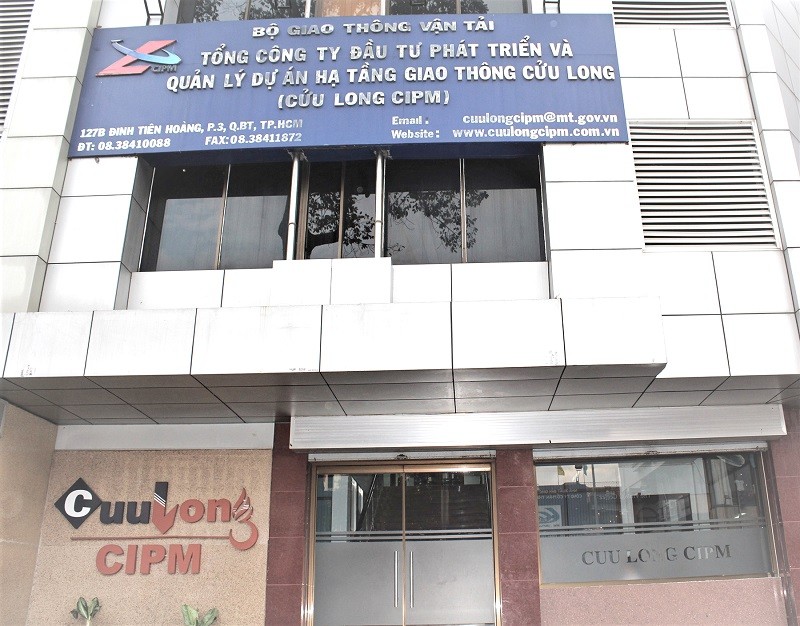 BỘ GIAO THÔNG VẬN TẢI
CIPM
TỔNG CÔNG TY ĐẦU TƯ PHÁT TRIỂN VÀ
QUẢN LÝ DỰ ÁN HẠ TẦNG GIAO THÔNG CỬU LONG
(CỬU LONG CIPM)
127B ĐINH TIÊN HOÀNG, P.3, Q.BT, TP.HCM
ĐT: 08.38410088 FAX: 08.38411872
Email. cuulongcipm@mt.gov.vn
Website: www.cuulongcipm.com.vn
CuuLong
CIPM
CUU LONG CIPM